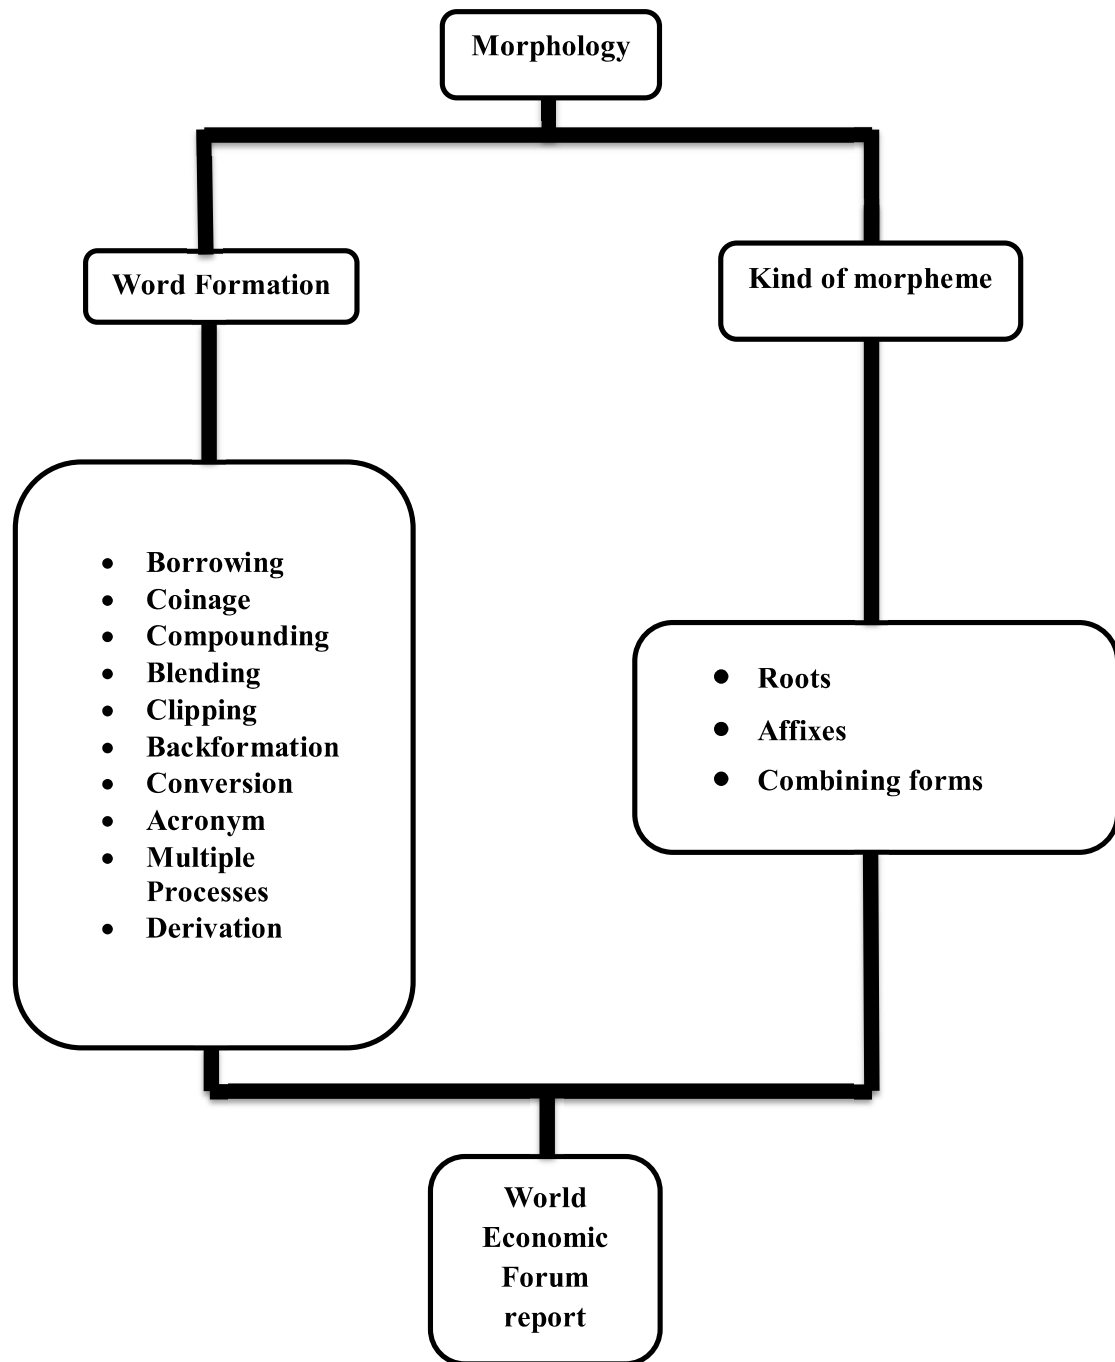 Morphology
Word Formation
Kind of morpheme
• Borrowing
• Coinage
• Compounding
• Blending
• Clipping
• Backformation
• Conversion
• Acronym
• Multiple
Processes
• Derivation
• Roots
• Affixes
• Combining forms
World
Economic
Forum
report